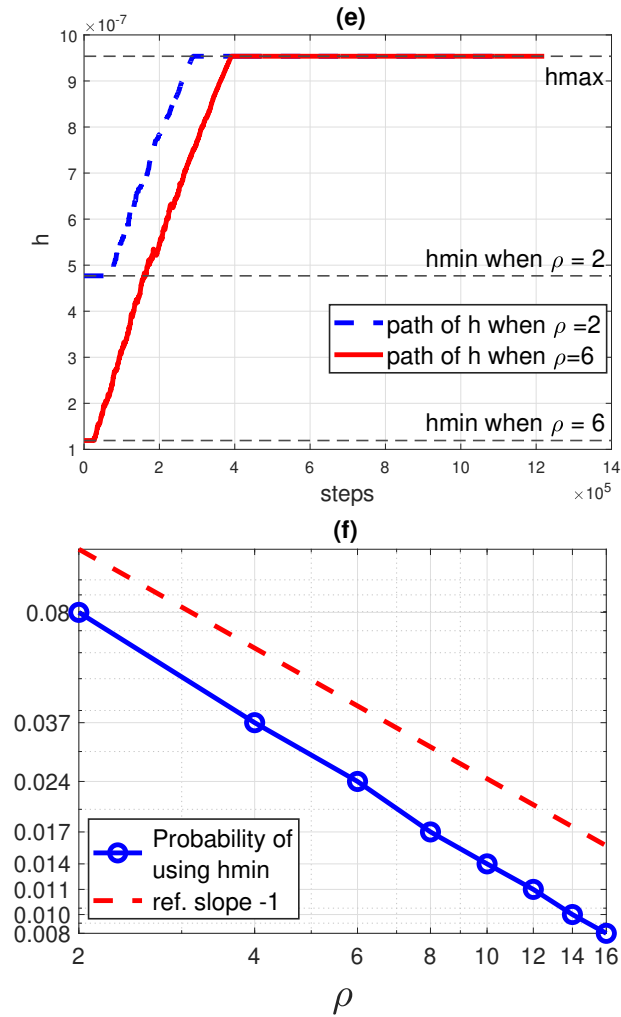 (e)
×10⁻⁷
10
9
8
7
6
5
4
3
2
1
h
hmax
hmin when ρ = 2
path of h when ρ =2
path of h when ρ=6
hmin when ρ = 6
0 2 4 6 8 10 12 14
steps
×10⁵
(f)
0.08
0.037
0.024
0.017
0.014
0.011
0.010
0.008
Probability of
using hmin
ref. slope -1
2 4 6 8 10 12 14 16
ρ